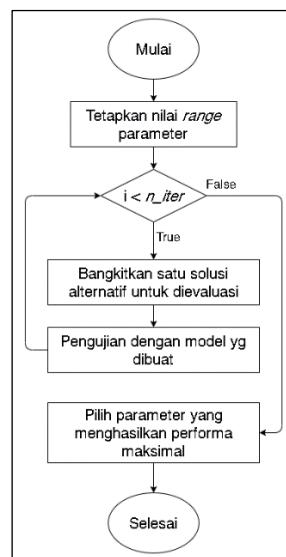 Mulai
Tetapkan nilai range
parameter
i < n_iter
False
True
Bangkitkan satu solusi
alternatif untuk dievaluasi
Pengujian dengan model yg
dibuat
Pilih parameter yang
menghasilkan performa
maksimal
Selesai